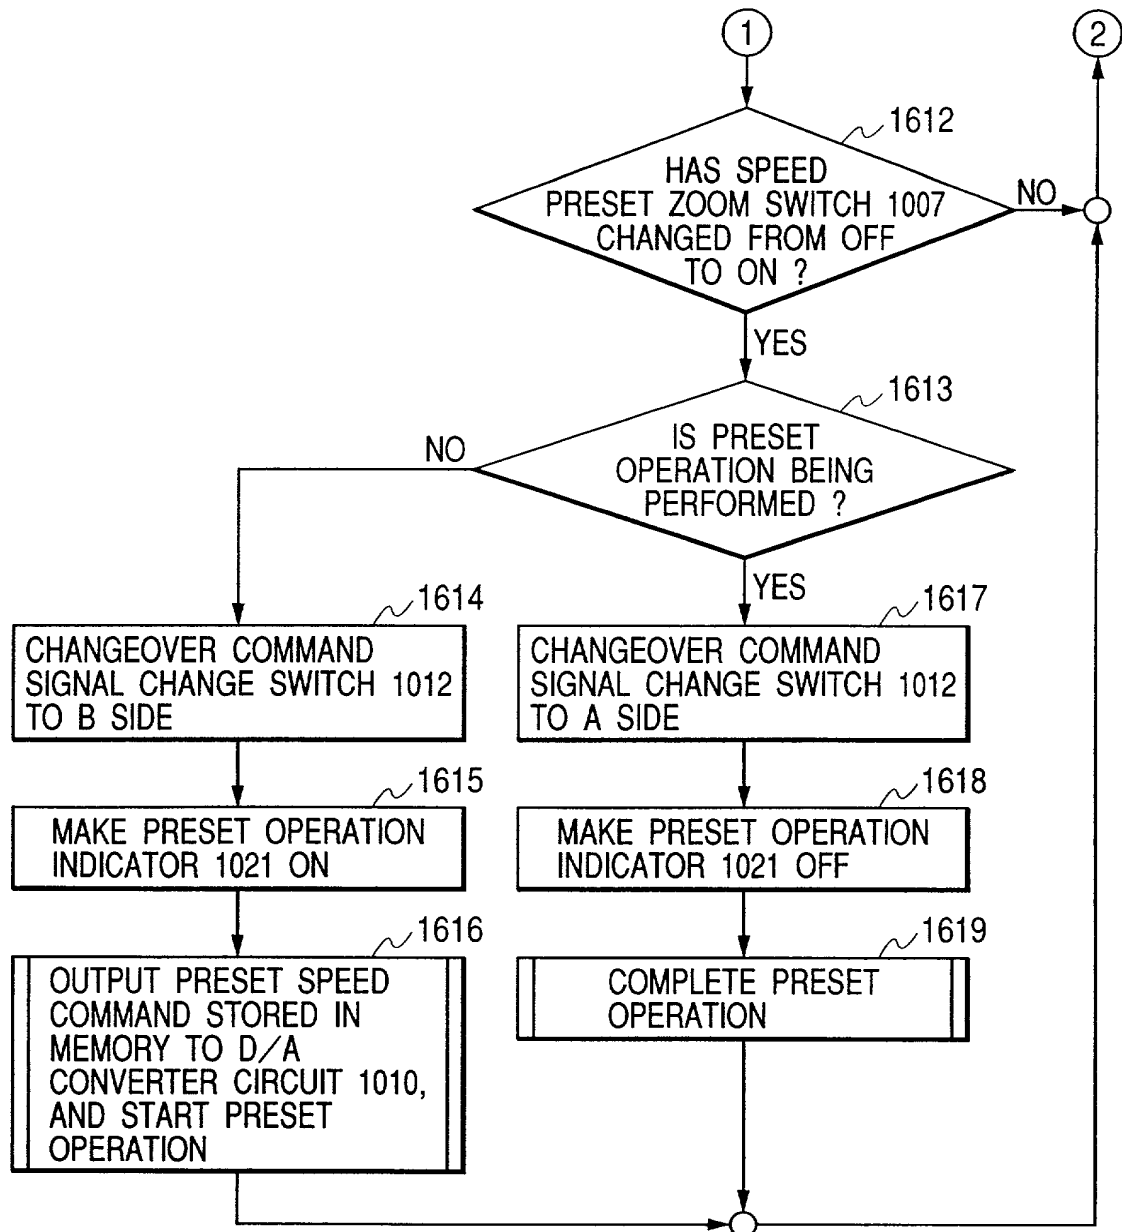 1
2
1612
HAS SPEED
PRESET ZOOM SWITCH 1007
CHANGED FROM OFF
TO ON ?
NO
YES
1613
IS PRESET
OPERATION BEING
PERFORMED ?
NO
YES
1614
CHANGEOVER COMMAND
SIGNAL CHANGE SWITCH 1012
TO B SIDE
1617
CHANGEOVER COMMAND
SIGNAL CHANGE SWITCH 1012
TO A SIDE
1615
MAKE PRESET OPERATION
INDICATOR 1021 ON
1618
MAKE PRESET OPERATION
INDICATOR 1021 OFF
1616
OUTPUT PRESET SPEED
COMMAND STORED IN
MEMORY TO D/A
CONVERTER CIRCUIT 1010,
AND START PRESET
OPERATION
1619
COMPLETE PRESET
OPERATION